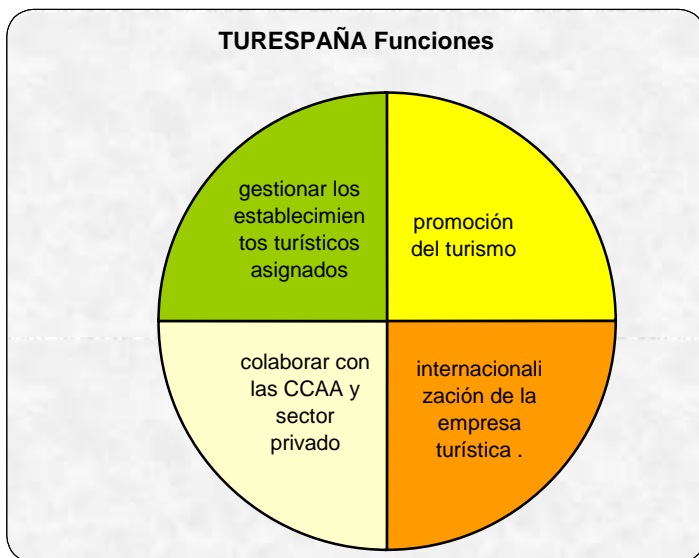 TURESPAÑA Funciones
gestionar los
establecimien
tos turísticos
asignados
promoción
del turismo
colaborar con
las CCAA y
sector
privado
internacionali
zación de la
empresa
turística .